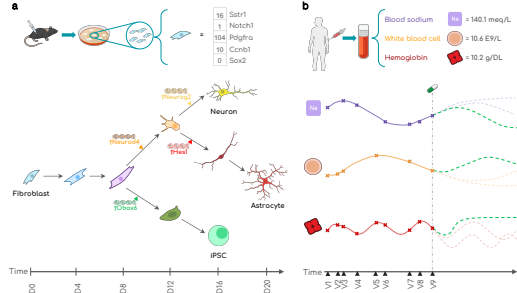 a
16 Sstr1
1 Notch1
104 Pdgfra
10 Ccnb1
0 Sox2
=
↑Neurog2
Neuron
↑Neurod4
↑Hes1
Fibroblast
Astrocyte
↑Obox6
iPSC
Time
D0
D4
D8
D12
D16
D20
b
Blood sodium
Na = 140.1 meq/L
White blood cell
= 10.6 E9/L
Hemoglobin
= 10.2 g/DL
Na
Time
V1
V2
V3
V4
V5
V6
V7
V8
V9